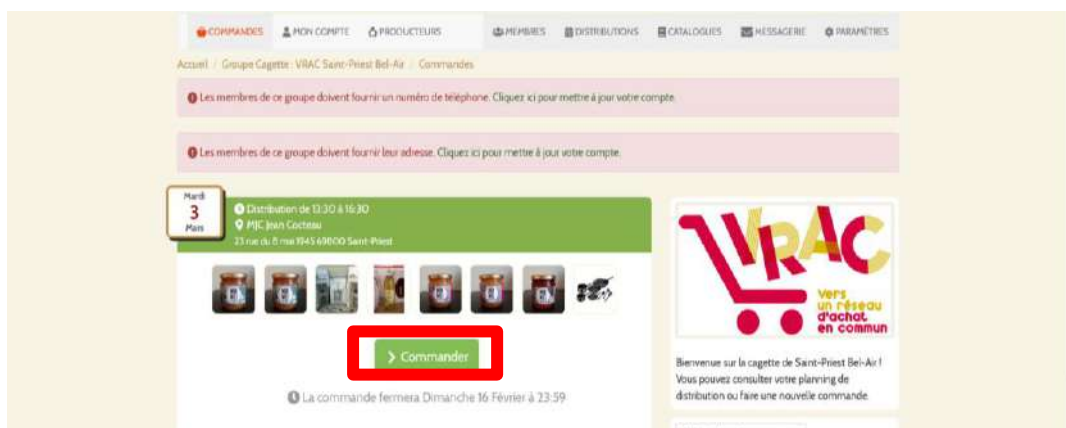 COMMANDES MON COMPTE PRODUCTEURS MEMBRES DISTRIBUTIONS CATALOGUES MESSAGERIE PARAMÈTRES
Accueil / Groupe Cagette : VRAC Saint-Priest Bel-Air / Commandes
Les membres de ce groupe doivent fournir un numéro de téléphone. Cliquez ici pour mettre à jour votre compte.
Les membres de ce groupe doivent fournir leur adresse. Cliquez ici pour mettre à jour votre compte.
Mardi
3
Mars
Distribution de 13:30 à 16:30
MJC Jean Cocteau
23 rue du 8 mai 1945 69800 Saint-Priest
Commander
La commande fermera Dimanche 16 Février à 23:59
VRAC
vers
un réseau
d'achat
en commun
Bienvenue sur la cagette de Saint-Priest Bel-Air !
Vous pouvez consulter votre planning de
distribution ou faire une nouvelle commande.